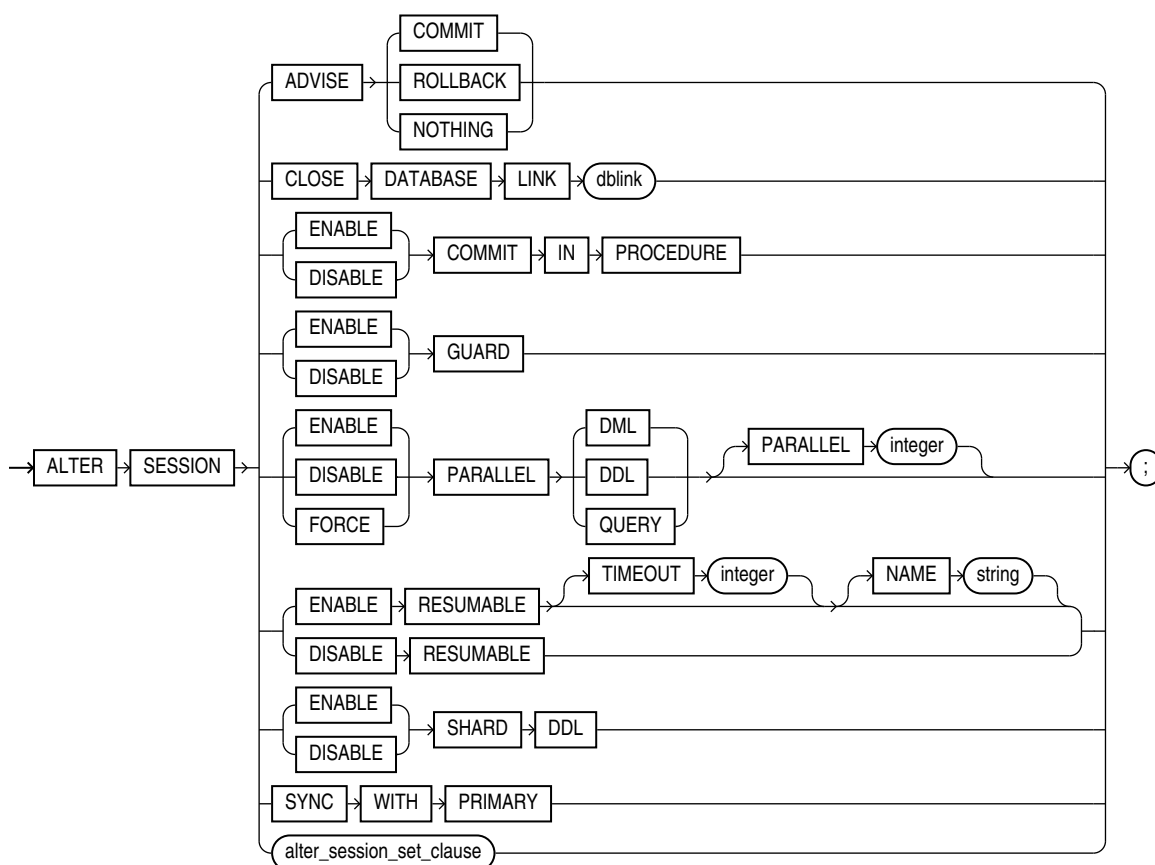 COMMIT
ADVISE ROLLBACK
NOTHING
CLOSE DATABASE LINK dblink
ENABLE
COMMIT IN PROCEDURE
DISABLE
ENABLE
GUARD
DISABLE
ENABLE DML PARALLEL integer
ALTER SESSION DISABLE PARALLEL DDL ;
FORCE QUERY
TIMEOUT integer NAME string
ENABLE RESUMABLE
DISABLE RESUMABLE
ENABLE
SHARD DDL
DISABLE
SYNC WITH PRIMARY
alter_session_set_clause